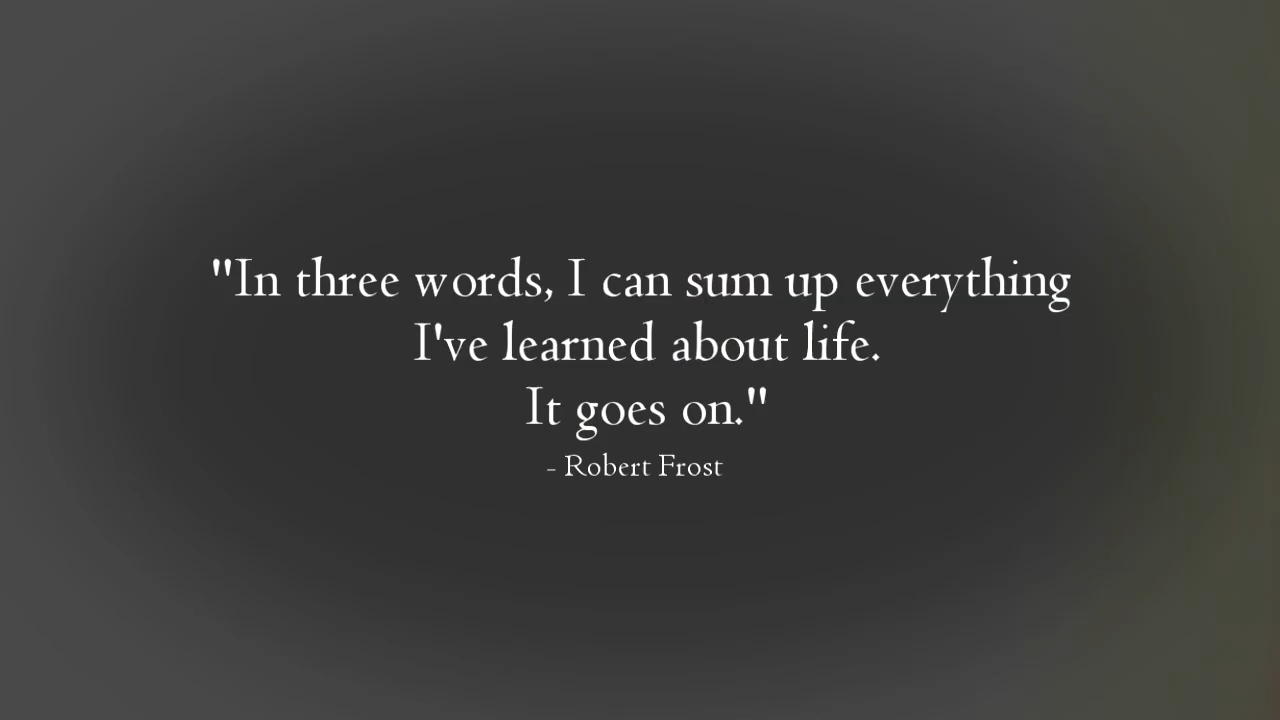 "In three words, I can sum up everything
I've learned about life.
It goes on."
- Robert Frost